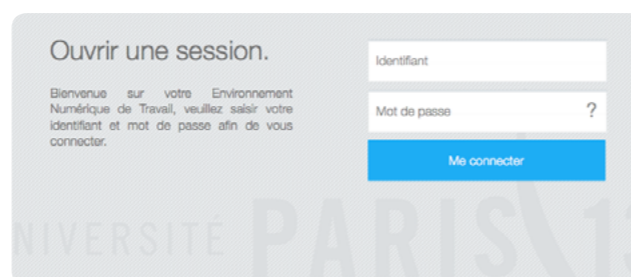 Ouvrir une session.
Bienvenue sur votre Environnement
Numérique de Travail, veuillez saisir votre
identifiant et mot de passe afin de vous
connecter.
Identifiant
Mot de passe ?
Me connecter
NIVERSITÉ PARIS 13